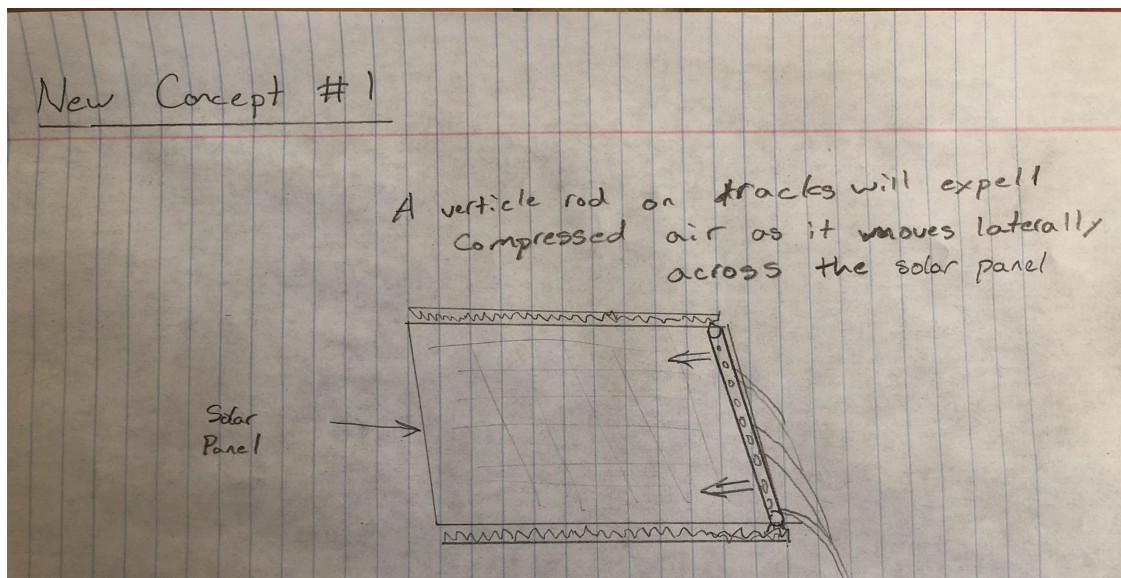 New Concept #1
A verticle rod on tracks will expell
Compressed air as it moves laterally
across the solar panel
Solar
Panel